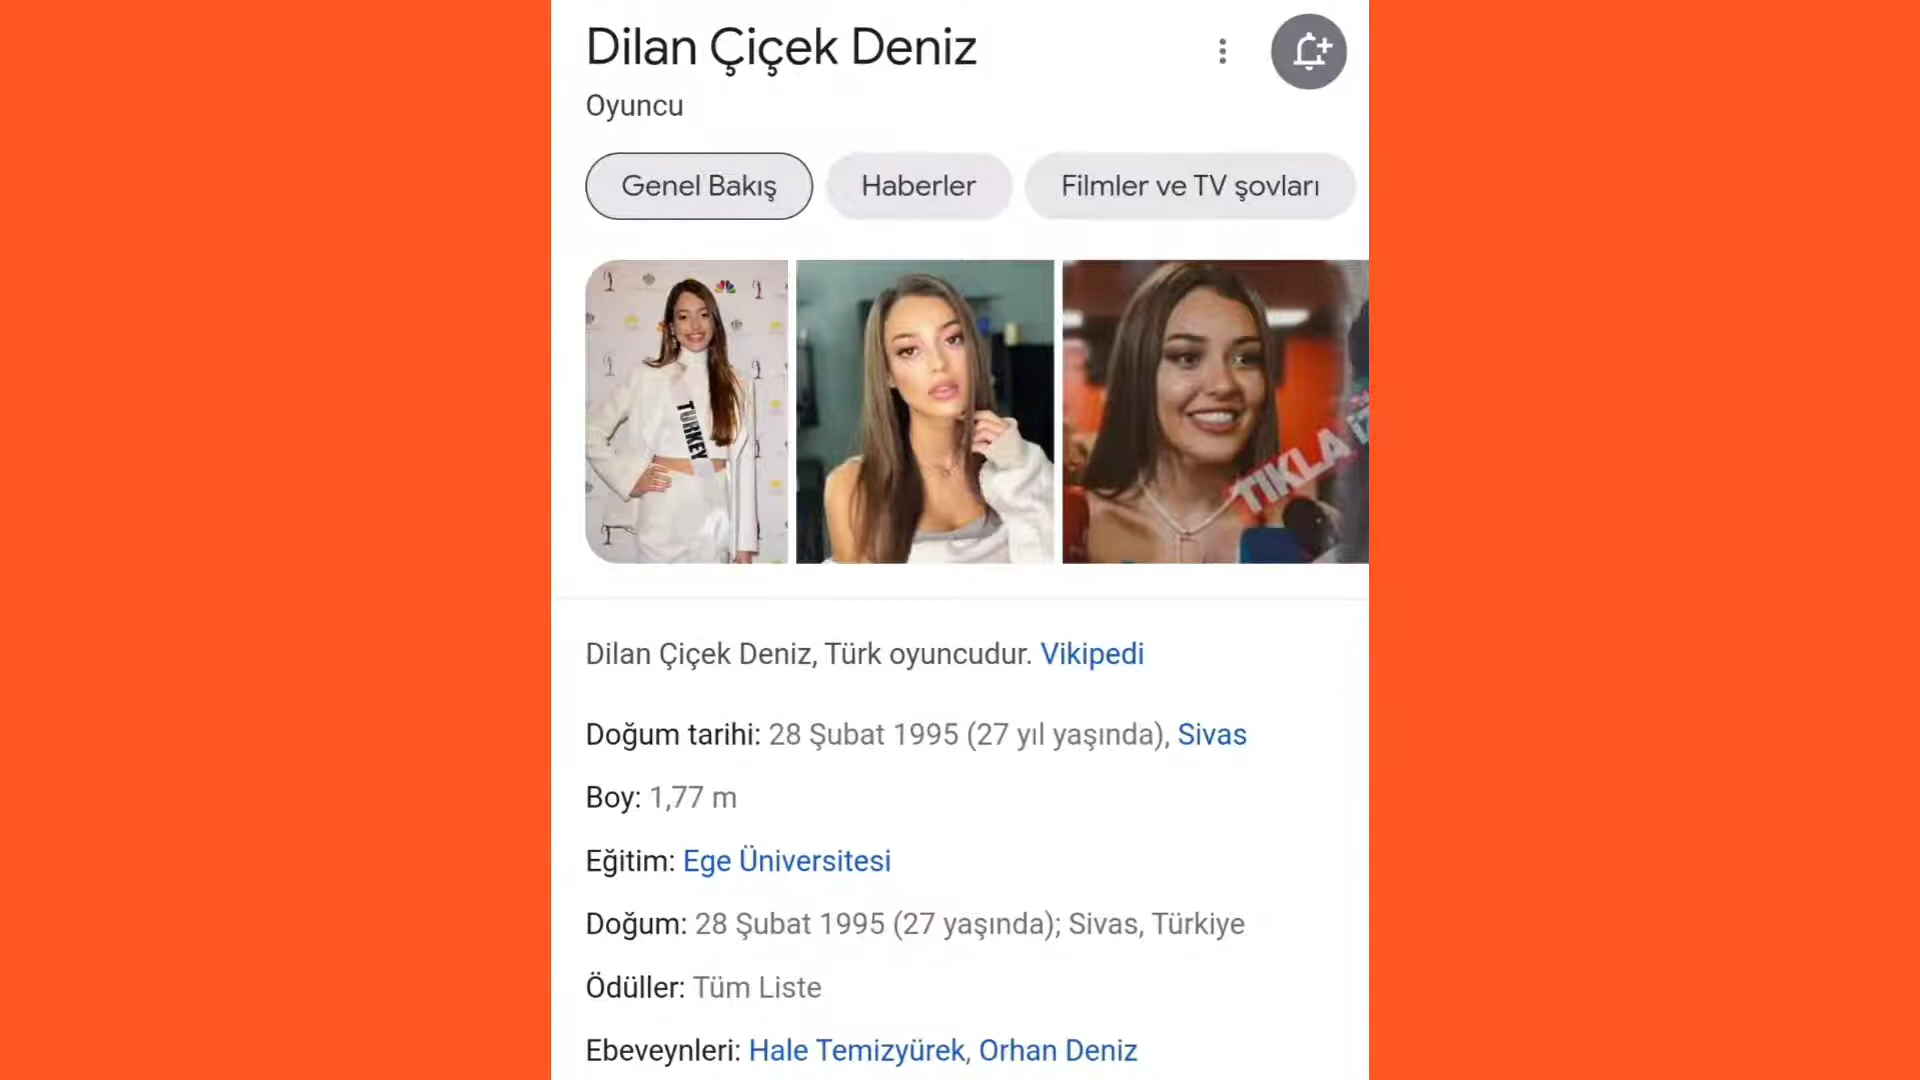 Dilan Çiçek Deniz
Oyuncu
Genel Bakış
Haberler
Filmler ve TV şovları
TURKEY
TIKLA İZ
Dilan Çiçek Deniz, Türk oyuncudur. Vikipedi
Doğum tarihi: 28 Şubat 1995 (27 yıl yaşında), Sivas
Boy: 1,77 m
Eğitim: Ege Üniversitesi
Doğum: 28 Şubat 1995 (27 yaşında); Sivas, Türkiye
Ödüller: Tüm Liste
Ebeveynleri: Hale Temizyürek, Orhan Deniz